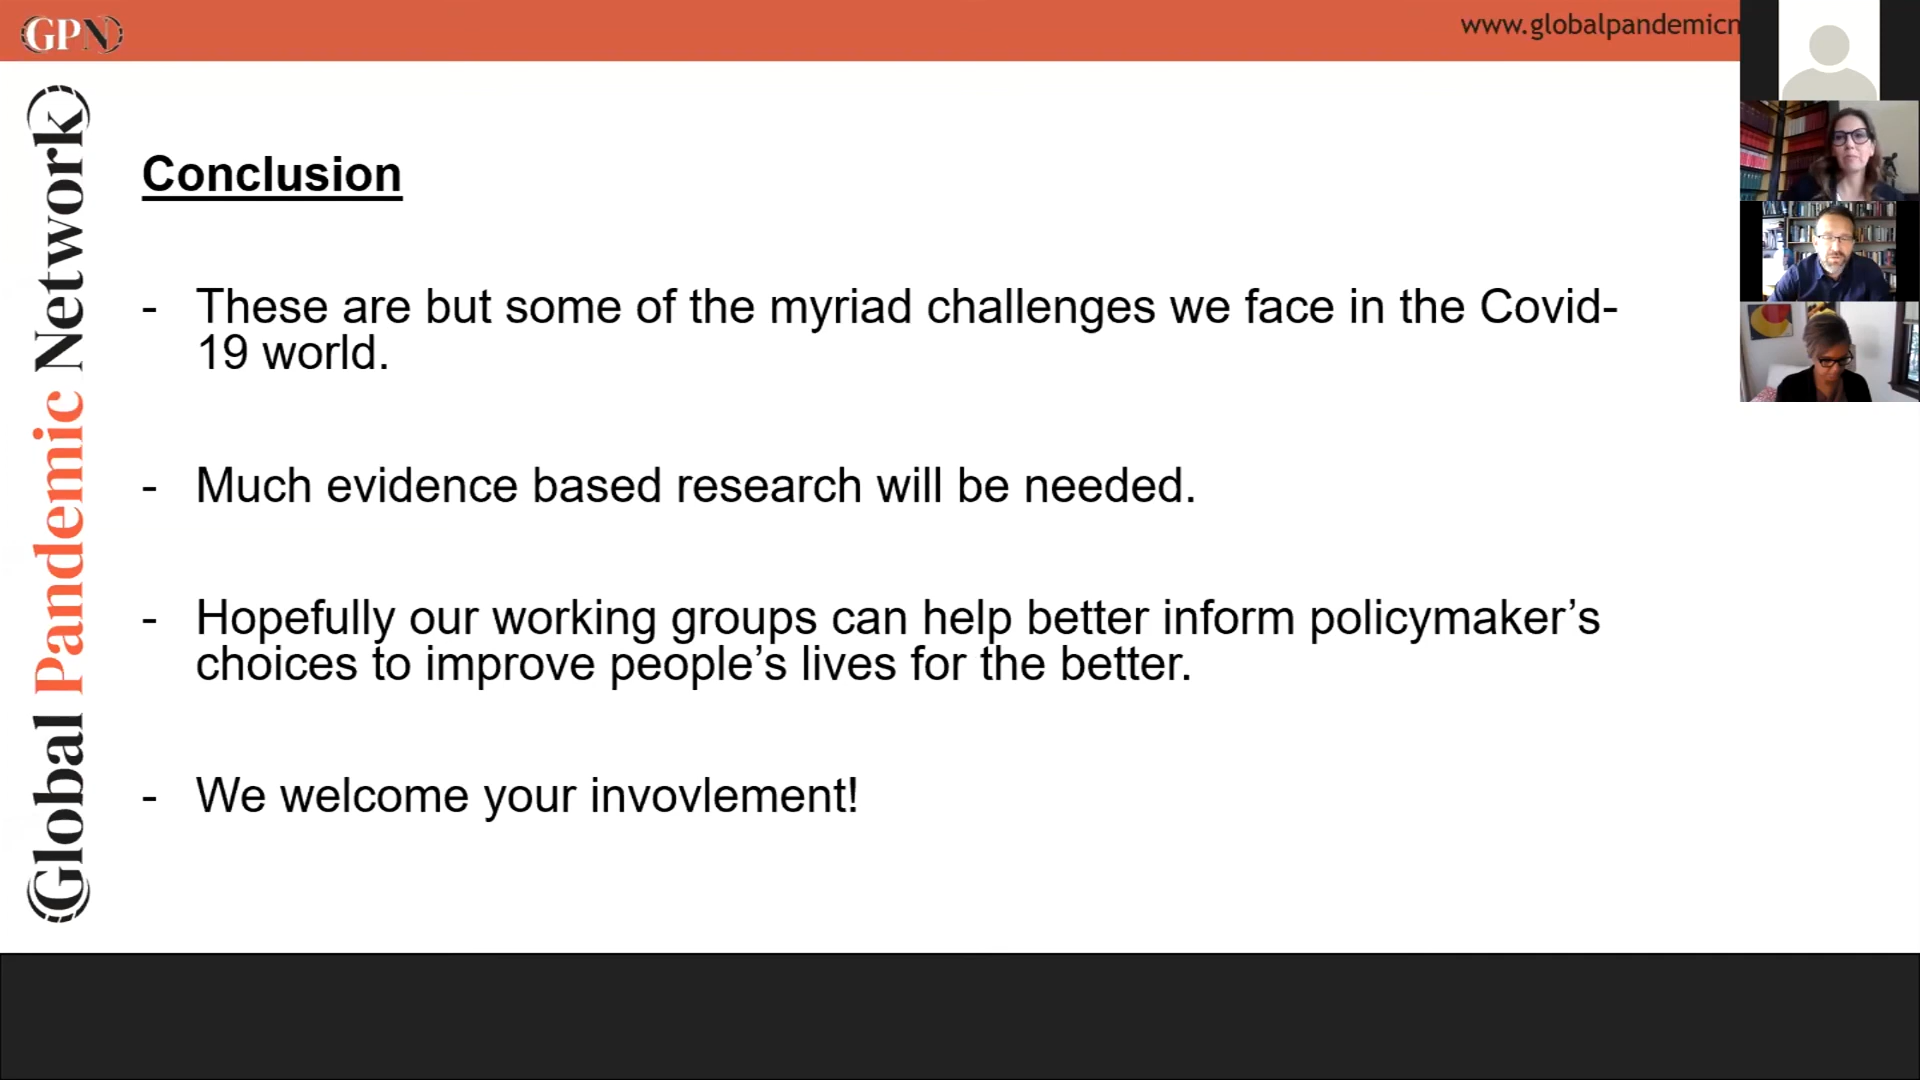 GPN
www.globalpandemicn
Global Pandemic Network
Conclusion
- These are but some of the myriad challenges we face in the Covid-
19 world.
- Much evidence based research will be needed.
- Hopefully our working groups can help better inform policymaker’s
choices to improve people’s lives for the better.
- We welcome your invovlement!